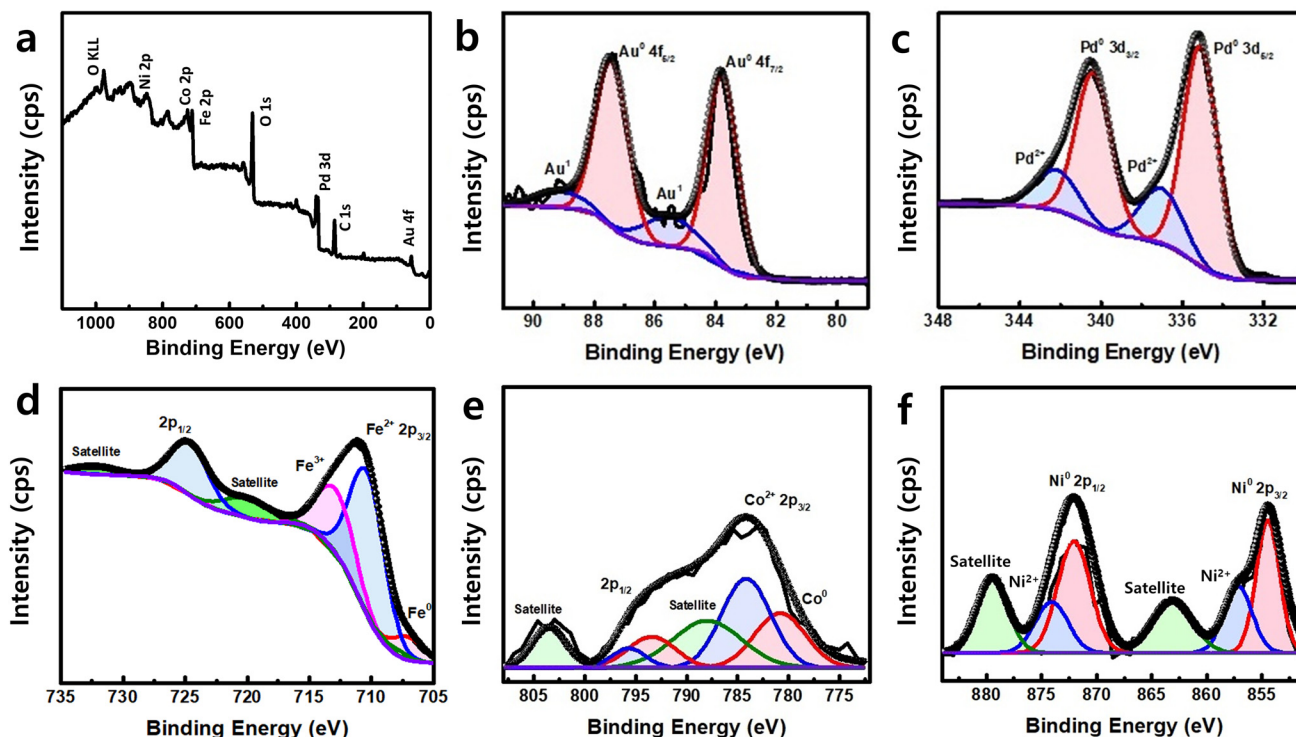 a
O KLL
Ni 2p
Co 2p
Fe 2p
O 1s
Pd 3d
C 1s
Au 4f
Intensity (cps)
1000 800 600 400 200 0
Binding Energy (eV)
b
Au⁰ 4f₅/₂
Au⁰ 4f₇/₂
Au¹
Au¹
Intensity (cps)
90 88 86 84 82 80
Binding Energy (eV)
c
Pd⁰ 3d₃/₂
Pd⁰ 3d₅/₂
Pd²⁺
Pd²⁺
Intensity (cps)
348 344 340 336 332
Binding Energy (eV)
d
2p₁/₂
Fe²⁺ 2p₃/₂
Satellite
Satellite
Fe³⁺
Fe⁰
Intensity (cps)
735 730 725 720 715 710 705
Binding Energy (eV)
e
Co²⁺ 2p₃/₂
2p₁/₂
Satellite
Satellite
Co⁰
Intensity (cps)
805 800 795 790 785 780 775
Binding Energy (eV)
f
Ni⁰ 2p₁/₂
Ni⁰ 2p₃/₂
Satellite
Ni²⁺
Satellite
Ni²⁺
Intensity (cps)
880 875 870 865 860 855
Binding Energy (eV)